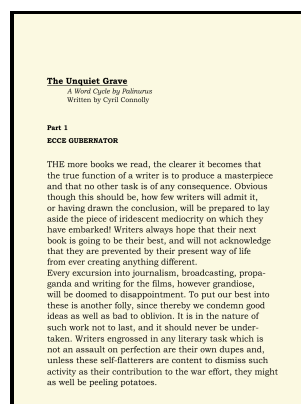 The Unquiet Grave
A Word Cycle by Palinurus
Written by Cyril Connolly
Part 1
ECCE GUBERNATOR
THE more books we read, the clearer it becomes that
the true function of a writer is to produce a masterpiece
and that no other task is of any consequence. Obvious
though this should be, how few writers will admit it,
or having drawn the conclusion, will be prepared to lay
aside the piece of iridescent mediocrity on which they
have embarked! Writers always hope that their next
book is going to be their best, and will not acknowledge
that they are prevented by their present way of life
from ever creating anything different.
Every excursion into journalism, broadcasting, propa-
ganda and writing for the films, however grandiose,
will be doomed to disappointment. To put our best into
these is another folly, since thereby we condemn good
ideas as well as bad to oblivion. It is in the nature of
such work not to last, and it should never be under-
taken. Writers engrossed in any literary task which is
not an assault on perfection are their own dupes and,
unless these self-flatterers are content to dismiss such
activity as their contribution to the war effort, they might
as well be peeling potatoes.